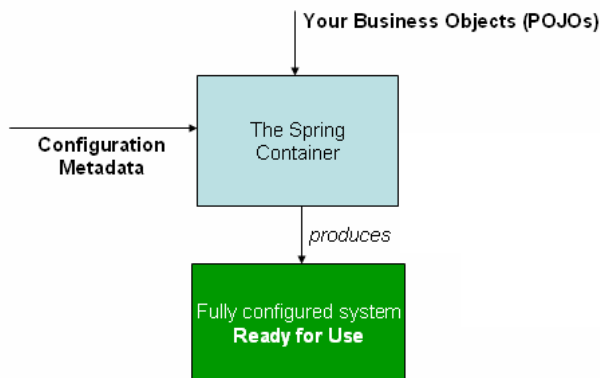 Your Business Objects (POJOs)
The Spring
Container
Configuration
Metadata
produces
Fully configured system
Ready for Use